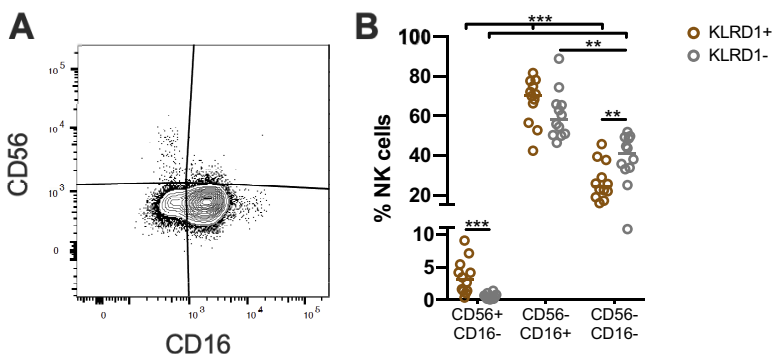 A
CD56
10^5
10^4
10^3
0
0
10^3
10^4
10^5
CD16
B
% NK cells
100
80
60
40
20
10
5
0
***
**
**
***
KLRD1+
KLRD1-
CD56+
CD16-
CD56-
CD16+
CD56-
CD16-